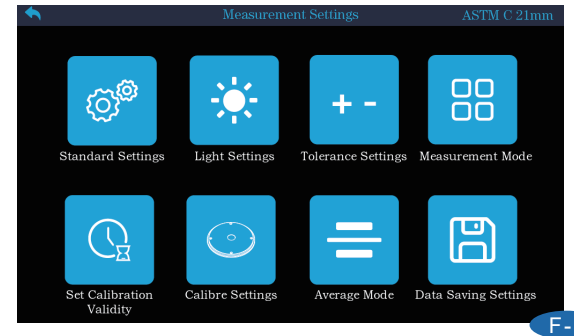 Measurement Settings ASTM C 21mm
+ -
Standard Settings Light Settings Tolerance Settings Measurement Mode
Set Calibration Validity Calibre Settings Average Mode Data Saving Settings
F-